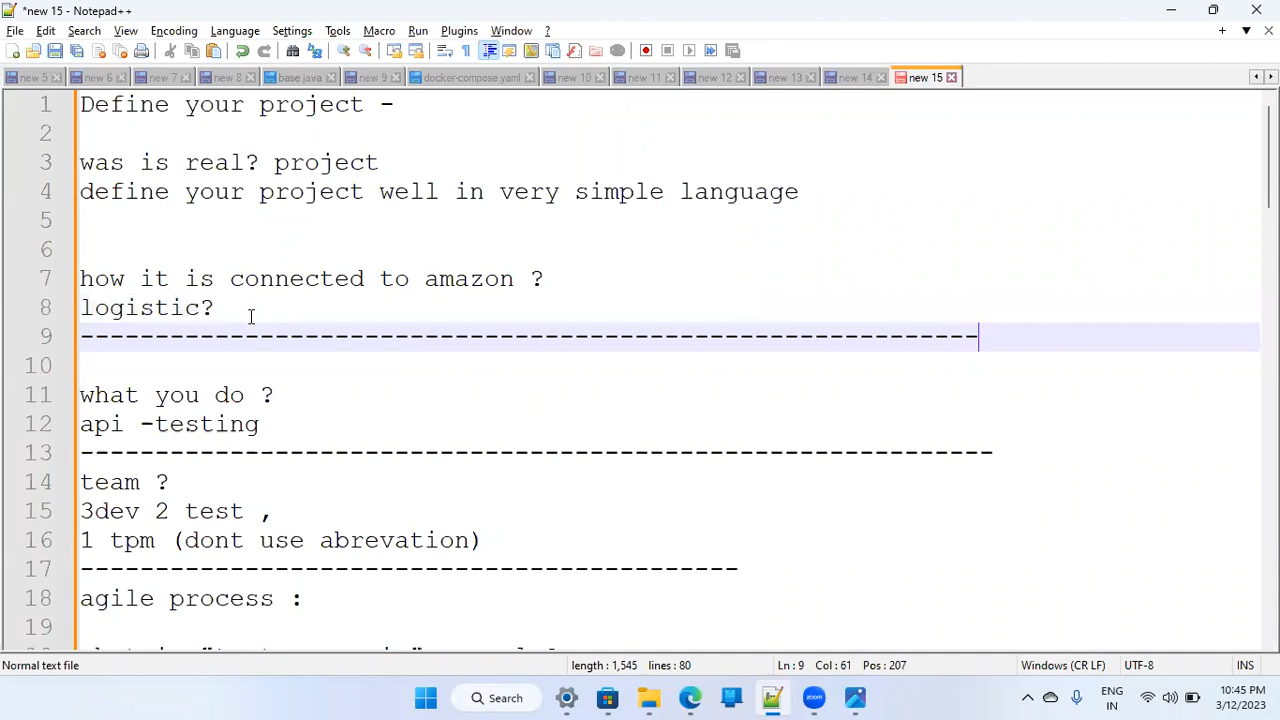 *new 15 - Notepad++
File Edit Search View Encoding Language Settings Tools Macro Run Plugins Window ?
new 5 new 6 new 7 new 8 base.java new 9 docker-compose.yaml new 10 new 11 new 12 new 13 new 14 new 15
1 Define your project -
2
3 was is real? project
4 define your project well in very simple language
5
6
7 how it is connected to amazon ?
8 logistic?
9 ------------------------------------------------------------
10
11 what you do ?
12 api -testing
13 -------------------------------------------------------------
14 team ?
15 3dev 2 test ,
16 1 tpm (dont use abrevation)
17 --------------------------------------------
18 agile process :
19
Normal text file length : 1,545 lines : 80 Ln : 9 Col : 61 Pos : 207 Windows (CR LF) UTF-8 INS
Search zoom ENG IN 10:45 PM 3/12/2023